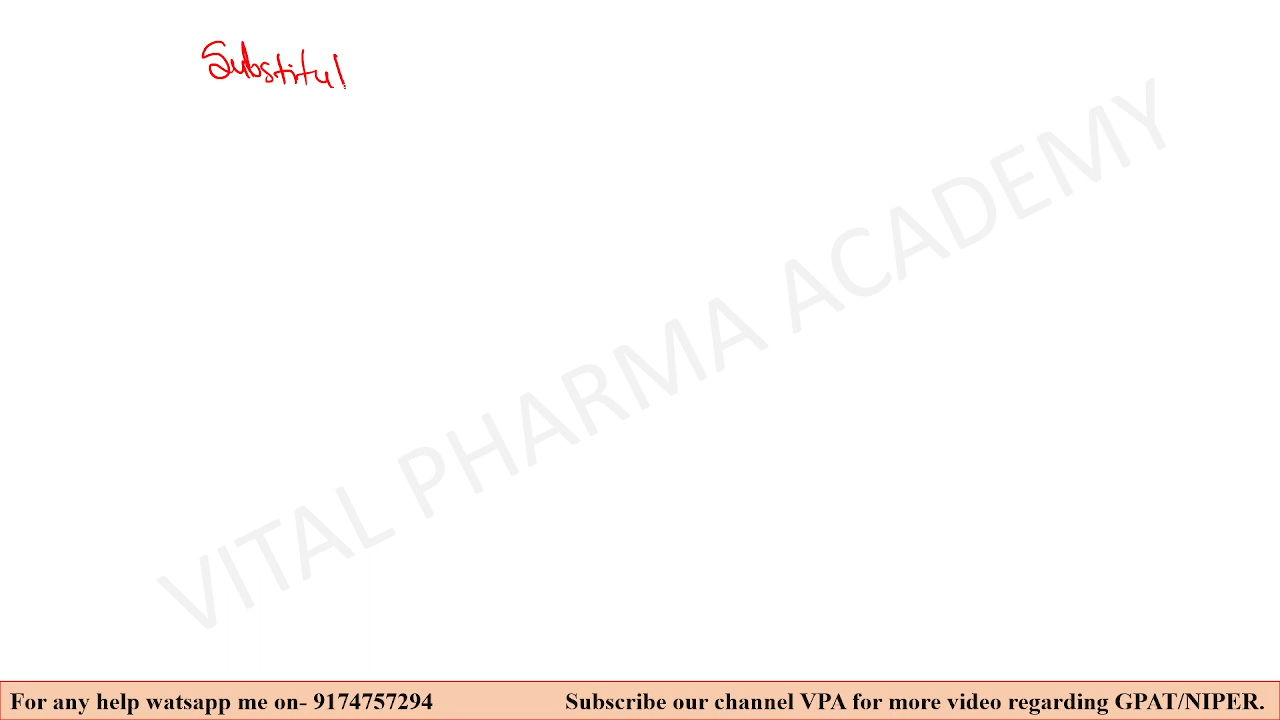 Substitul
VITAL PHARMA ACADEMY
For any help watsapp me on- 9174757294 Subscribe our channel VPA for more video regarding GPAT/NIPER.